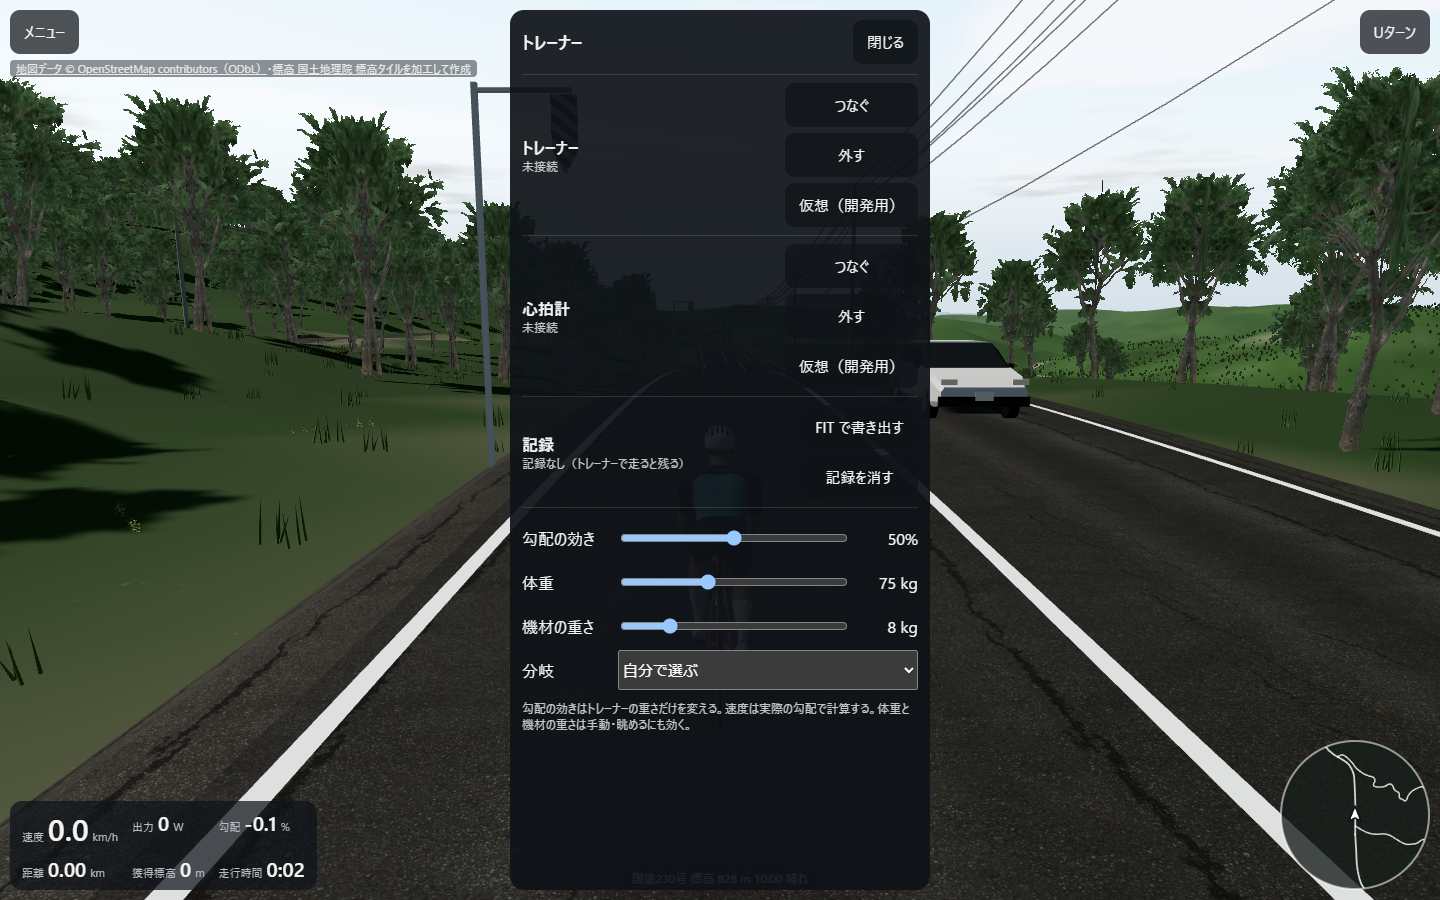 メニュー
Uターン
地図データ © OpenStreetMap contributors（ODbL）・標高 国土地理院 標高タイルを加工して作成
トレーナー
閉じる
トレーナー
未接続
つなぐ
外す
仮想（開発用）
心拍計
未接続
つなぐ
外す
仮想（開発用）
記録
記録なし（トレーナーで走ると残る）
FIT で書き出す
記録を消す
勾配の効き 50%
体重 75 kg
機材の重さ 8 kg
分岐 自分で選ぶ
勾配の効きはトレーナーの重さだけを変える。速度は実際の勾配で計算する。体重と
機材の重さは手動・眺めるにも効く。
速度 0.0 km/h 出力 0 W 勾配 -0.1 %
距離 0.00 km 獲得標高 0 m 走行時間 0:02
国道230号 標高 828 m 10:00 晴れ